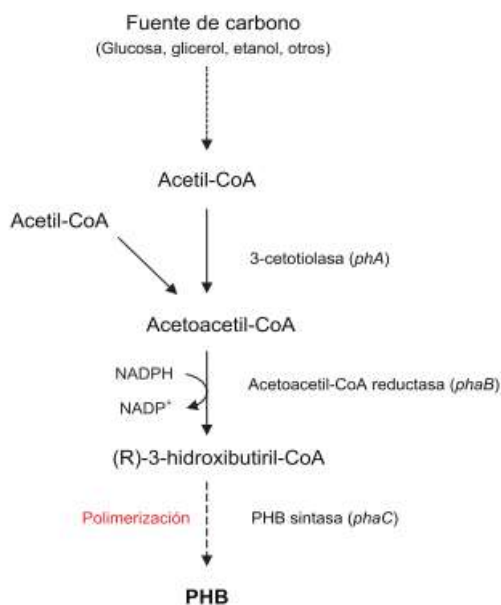 Fuente de carbono
(Glucosa, glicerol, etanol, otros)
Acetil-CoA
Acetil-CoA
3-cetotiolasa (phA)
Acetoacetil-CoA
NADPH
Acetoacetil-CoA reductasa (phaB)
NADP+
(R)-3-hidroxibutiril-CoA
Polimerización
PHB sintasa (phaC)
PHB